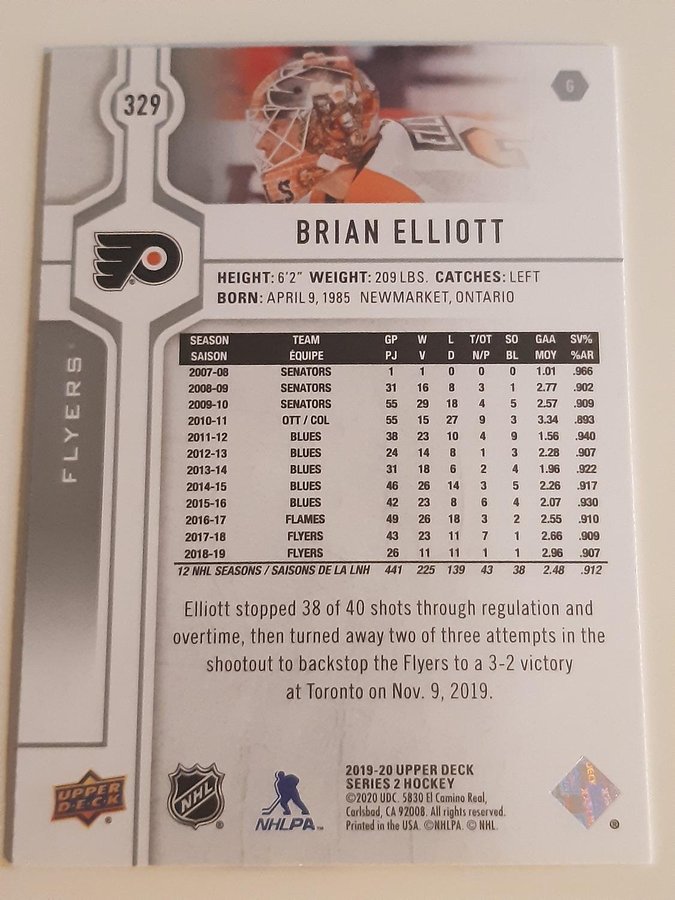 329
G
BRIAN ELLIOTT
HEIGHT: 6'2" WEIGHT: 209 LBS. CATCHES: LEFT
BORN: APRIL 9, 1985 NEWMARKET, ONTARIO
FLYERS
SEASON TEAM GP W L T/OT SO GAA SV%
SAISON ÉQUIPE PJ V D N/P BL MOY %AR
2007-08 SENATORS 1 1 0 0 0 1.01 .966
2008-09 SENATORS 31 16 8 3 1 2.77 .902
2009-10 SENATORS 55 29 18 4 5 2.57 .909
2010-11 OTT / COL 55 15 27 9 3 3.34 .893
2011-12 BLUES 38 23 10 4 9 1.56 .940
2012-13 BLUES 24 14 8 1 3 2.28 .907
2013-14 BLUES 31 18 6 2 4 1.96 .922
2014-15 BLUES 46 26 14 3 5 2.26 .917
2015-16 BLUES 42 23 8 6 4 2.07 .930
2016-17 FLAMES 49 26 18 3 2 2.55 .910
2017-18 FLYERS 43 23 11 7 1 2.66 .909
2018-19 FLYERS 26 11 11 1 1 2.96 .907
12 NHL SEASONS / SAISONS DE LA LNH 441 225 139 43 38 2.48 .912
Elliott stopped 38 of 40 shots through regulation and
overtime, then turned away two of three attempts in the
shootout to backstop the Flyers to a 3-2 victory
at Toronto on Nov. 9, 2019.
UPPER
DECK
®
NHL
®
NHLPA™
2019-20 UPPER DECK
SERIES 2 HOCKEY
©2020 UDC. 5830 El Camino Real,
Carlsbad, CA 92008. All rights reserved.
Printed in the USA. ©NHLPA. © NHL.
®